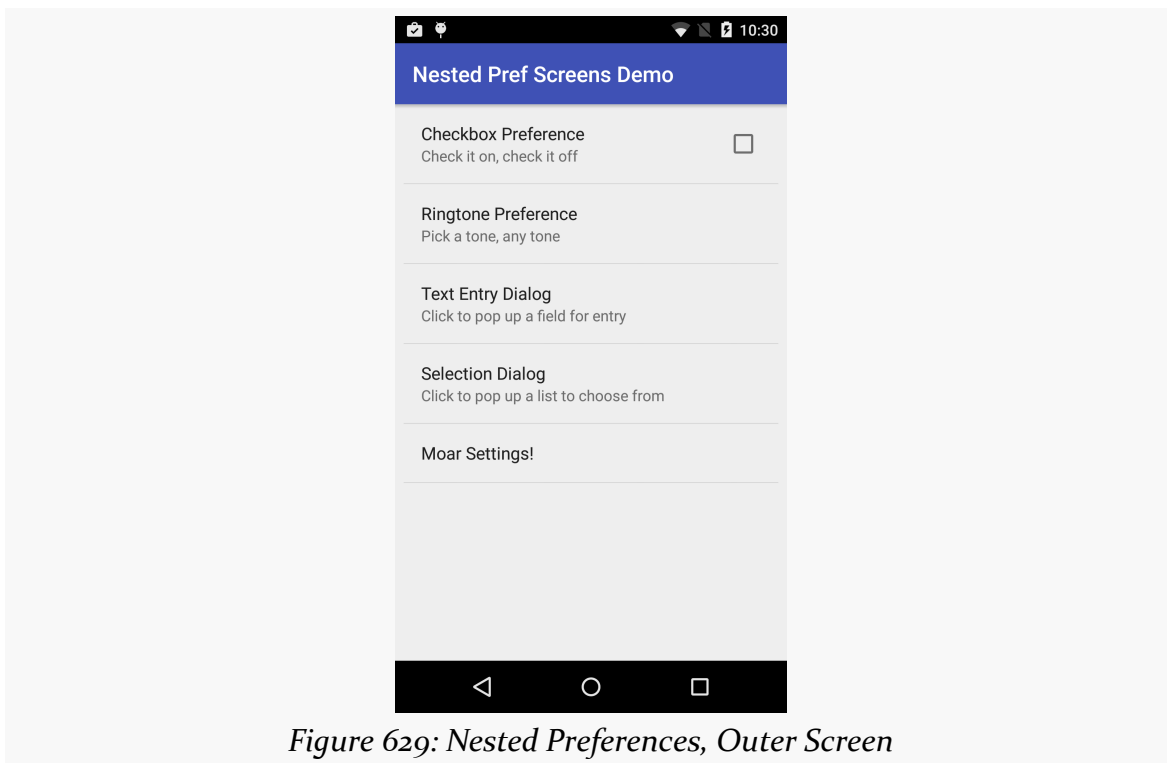 10:30
Nested Pref Screens Demo
Checkbox Preference
Check it on, check it off
Ringtone Preference
Pick a tone, any tone
Text Entry Dialog
Click to pop up a field for entry
Selection Dialog
Click to pop up a list to choose from
Moar Settings!
Figure 629: Nested Preferences, Outer Screen